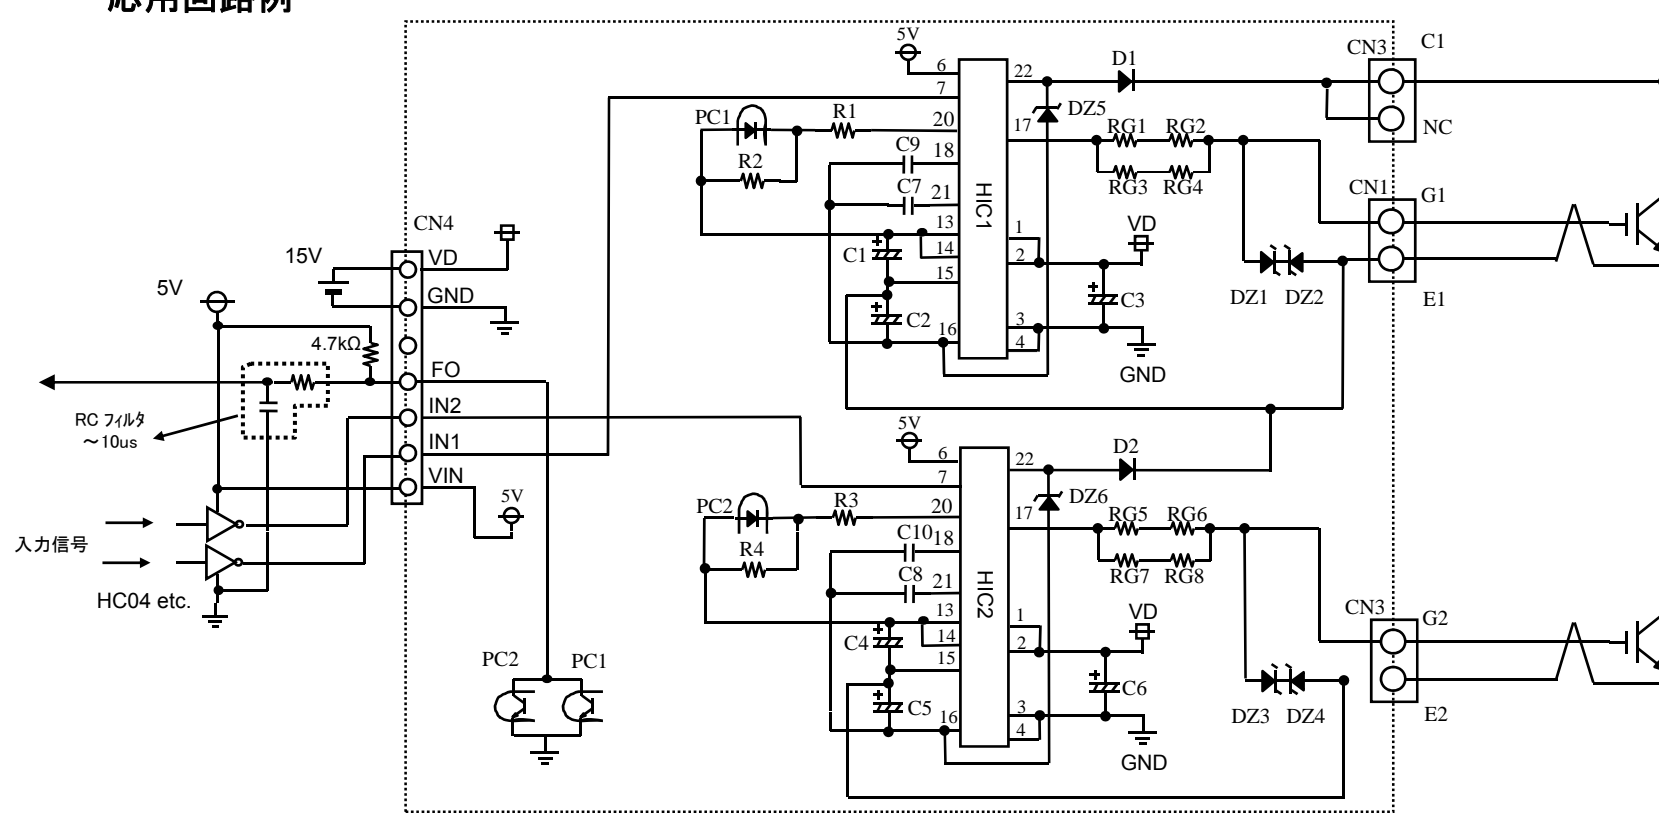 応用回路例
5V
6
7
20
18
21
13
14
15
16
HIC1
22
17
1
2
3
4
D1
DZ5
CN3
C1
NC
PC1
R1
R2
C9
C7
C1
C2
RG1
RG2
RG3
RG4
CN1
G1
E1
VD
C3
GND
DZ1
DZ2
CN4
15V
VD
GND
5V
4.7kΩ
FO
IN2
IN1
VIN
RC フィルタ
~10us
5V
入力信号
HC04 etc.
PC2
PC1
5V
6
7
20
18
21
13
14
15
16
HIC2
22
17
1
2
3
4
D2
DZ6
PC2
R3
R4
C10
C8
C4
C5
RG5
RG6
RG7
RG8
CN3
G2
E2
VD
C6
GND
DZ3
DZ4